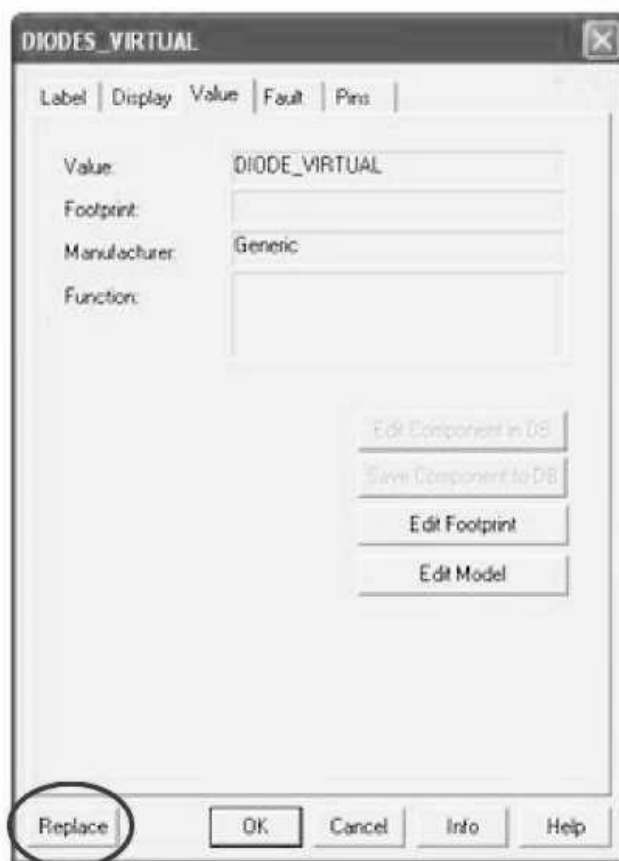 DIODES_VIRTUAL
Label Display Value Fault Pins
Value: DIODE_VIRTUAL
Footprint:
Manufacturer: Generic
Function:
Edit Component in DB
Save Component to DB
Edit Footprint
Edit Model
Replace OK Cancel Info Help